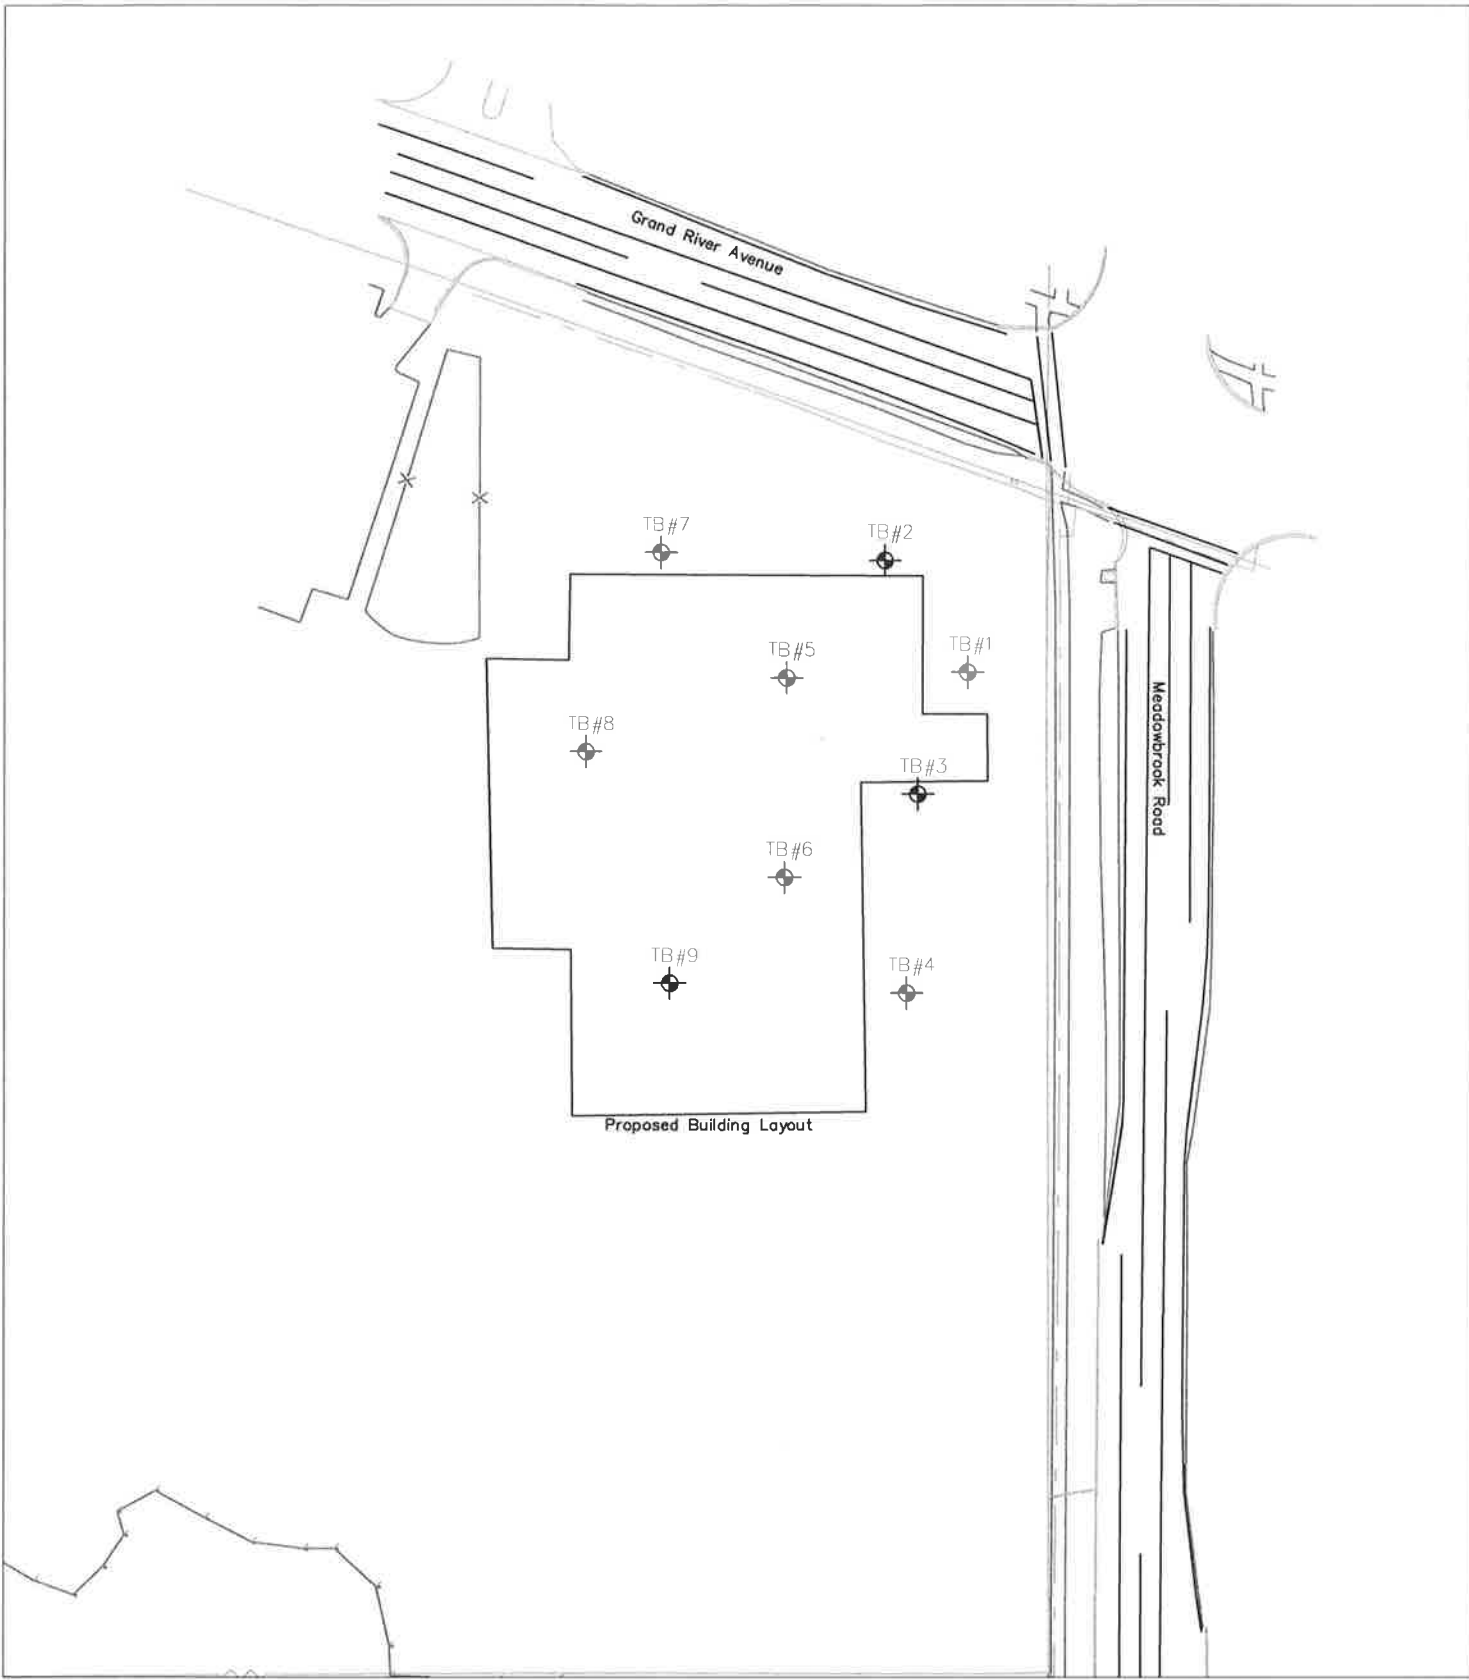 Grand River Avenue
TB#7
TB#2
TB#5
TB#1
Meadowbrook Road
TB#8
TB#3
TB#6
TB#9
TB#4
Proposed Building Layout